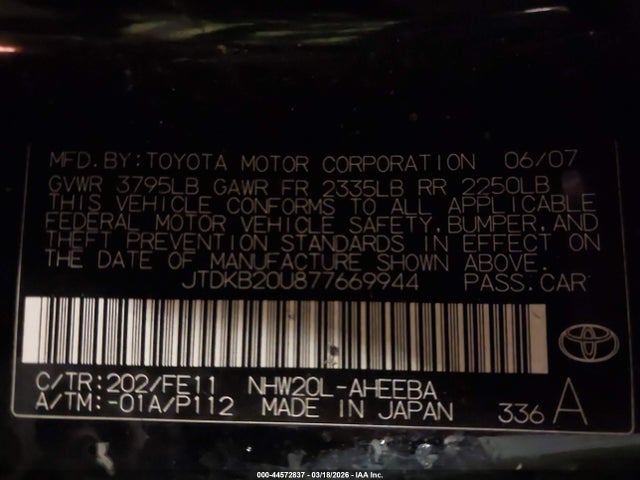 MFD.BY:TOYOTA MOTOR CORPORATION 06/07
GVWR 3795LB GAWR FR 2335LB RR 2250LB
THIS VEHICLE CONFORMS TO ALL APPLICABLE
FEDERAL MOTOR VEHICLE SAFETY,BUMPER,AND
THEFT PREVENTION STANDARDS IN EFFECT ON
THE DATE OF MANUFACTURE SHOWN ABOVE.
JTDKB20U877669944 PASS.CAR
C/TR:202/FE11 NHW20L-AHEEBA
A/TM:-01A/P112 MADE IN JAPAN 336 A
000-44572837 - 03/18/2026 - IAA Inc.